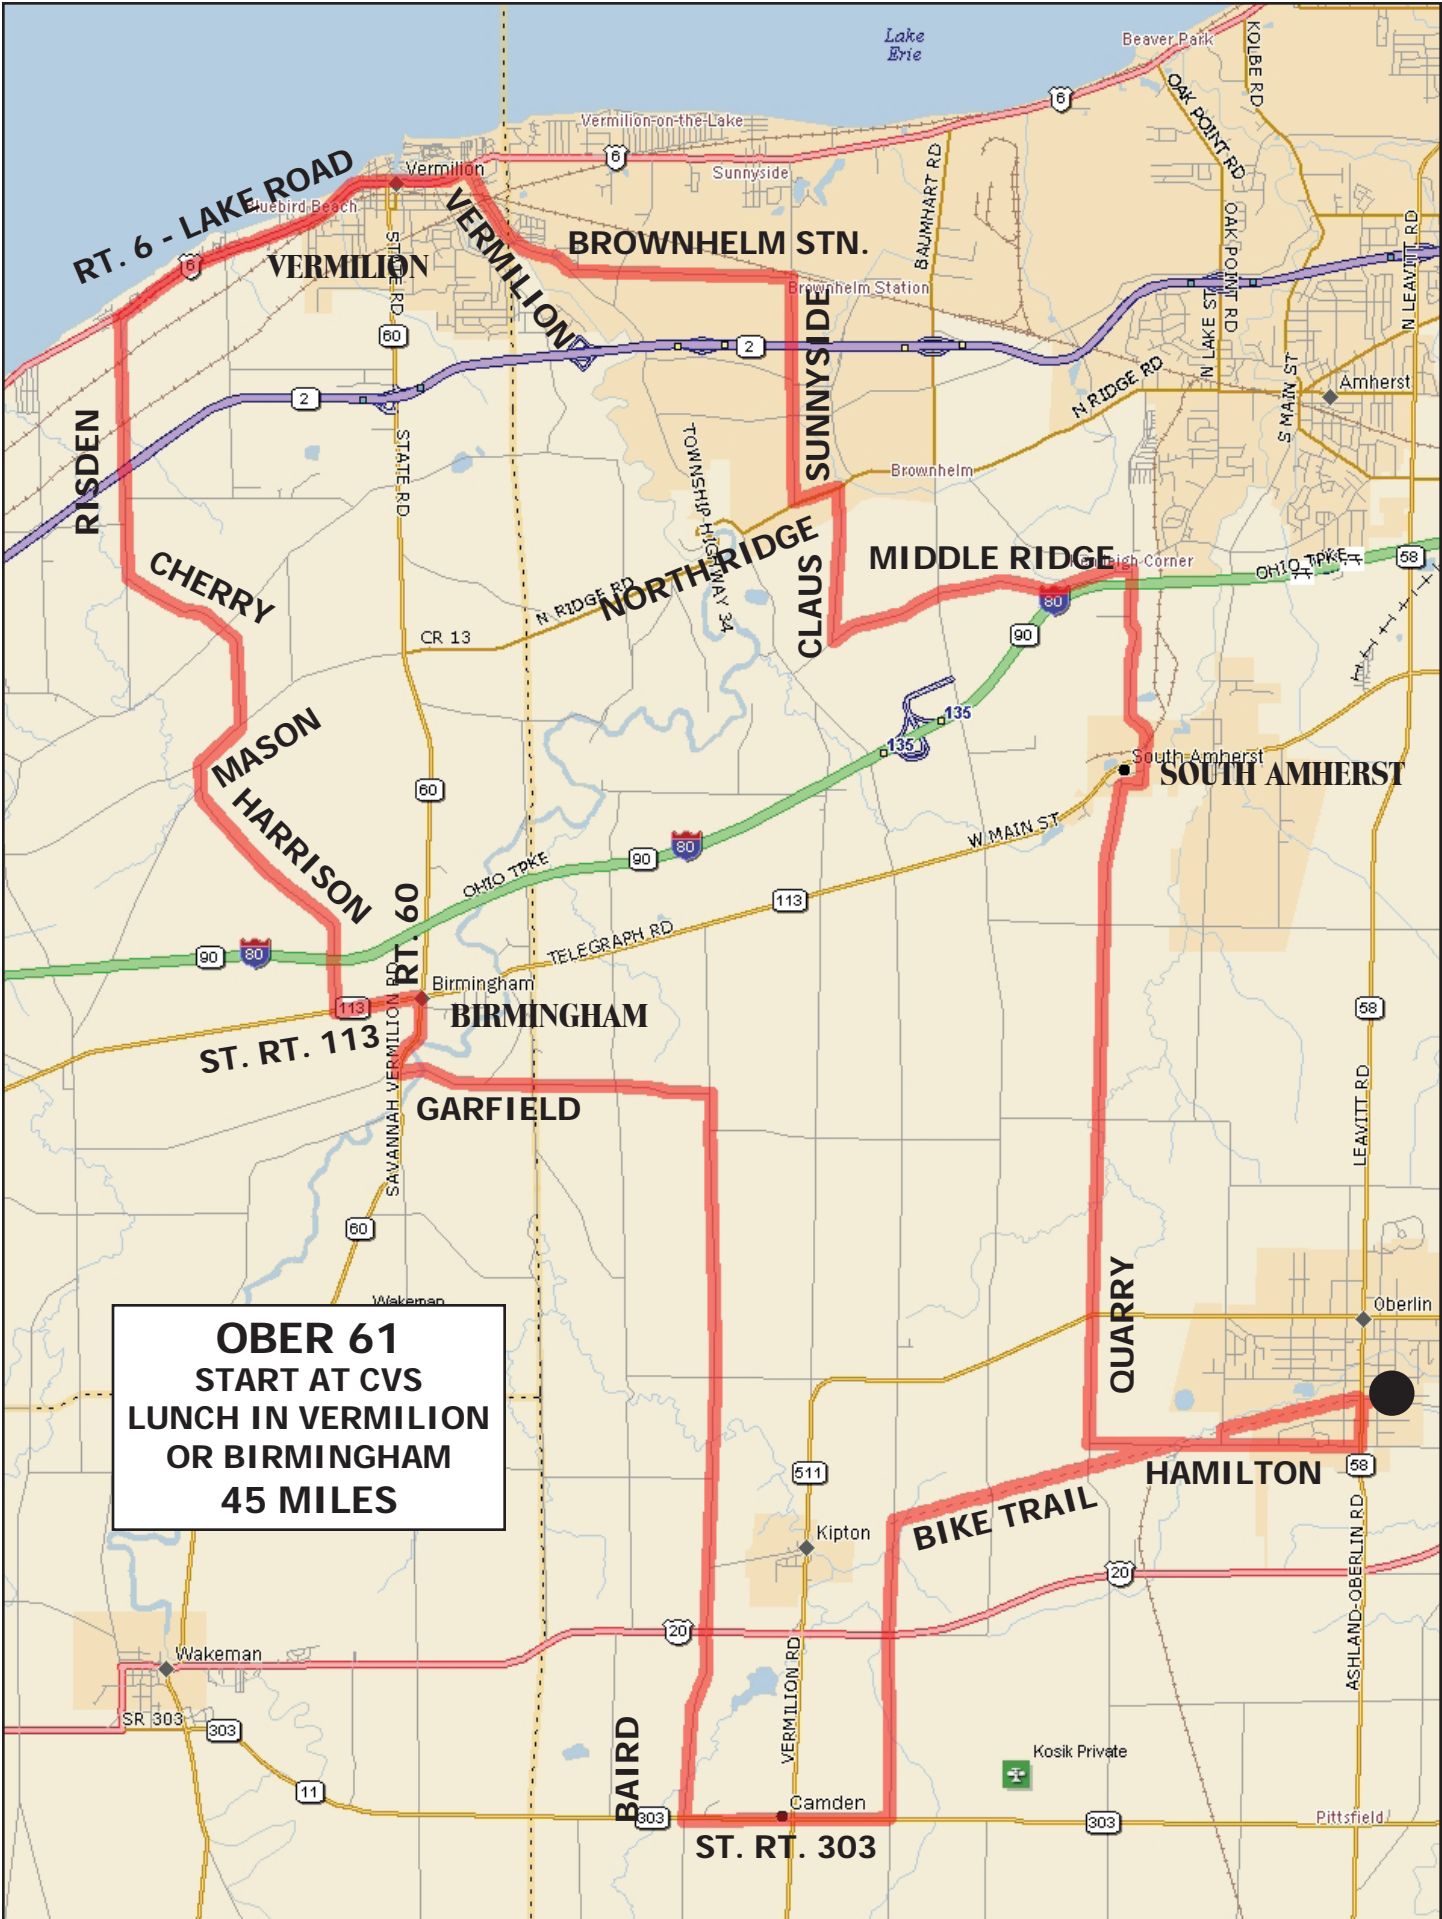 Lake
Erie
Beaver Park
KOLBE RD
OAK POINT RD
6
Vermilion-on-the-Lake
6
Sunnyside
BAUMHART RD
RT. 6 - LAKE ROAD
Vermilion
Bluebird Beach
6
VERMILION
STATE RD
VERMILION
BROWNHELM STN.
Brownhelm Station
OAK POINT RD
N LAKE ST
N LEAVITT RD
60
2
2
SUNNYSIDE
N RIDGE RD
S MAIN ST
Amherst
RISDEN
STATE RD
TOWNSHIP HIGHWAY 34
Brownhelm
CHERRY
N RIDGE RD
NORTH RIDGE
CLAUS
MIDDLE RIDGE
80
OHIO TPKE
58
CR 13
90
MASON
135
135
South Amherst
SOUTH AMHERST
60
HARRISON
W MAIN ST
80
90
OHIO TPKE
113
RT. 60
TELEGRAPH RD
90
80
Birmingham
BIRMINGHAM
113
ST. RT. 113
SAVANNAH VERMILION RD
58
GARFIELD
LEAVITT RD
60
Wakeman
OBER 61
START AT CVS
LUNCH IN VERMILION
OR BIRMINGHAM
45 MILES
QUARRY
Oberlin
HAMILTON
58
511
BIKE TRAIL
Kipton
20
ASHLAND-OBERLIN RD
20
Wakeman
SR 303
303
VERMILION RD
BAIRD
11
Kosik Private
303
Camden
303
Pittsfield
ST. RT. 303